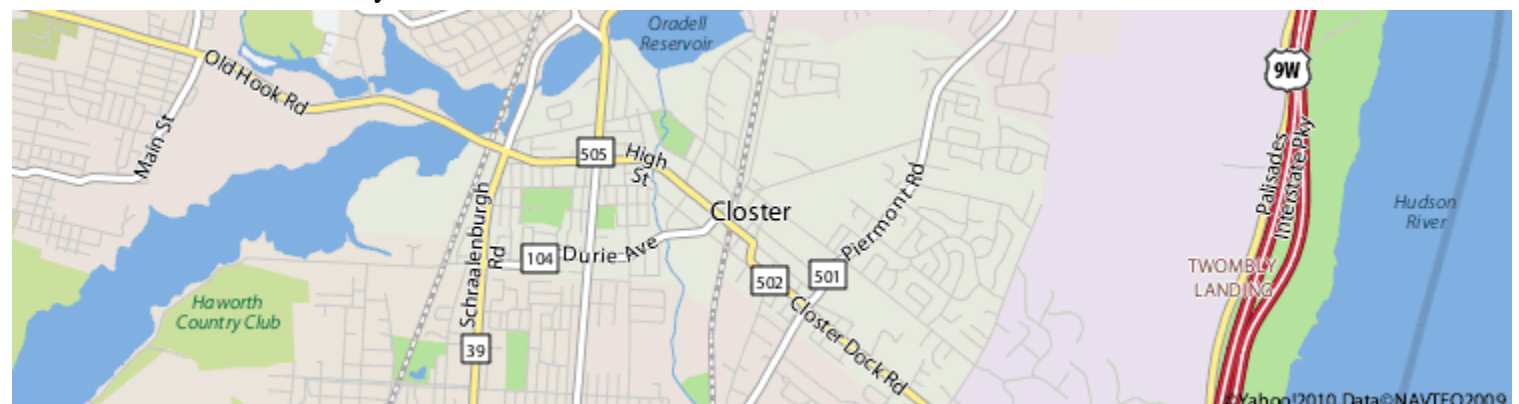 Oradell
Reservoir
Old Hook Rd
9W
Main St
505
High
St
Palisades
Interstate Pky
Closter
Hudson
River
Schraalenburgh
Rd
104
Durie Ave
Piermont Rd
501
502
TWOMBLY
LANDING
Haworth
Country Club
Closter Dock Rd
39
©Yahoo!2010 Data©NAVTEQ2009